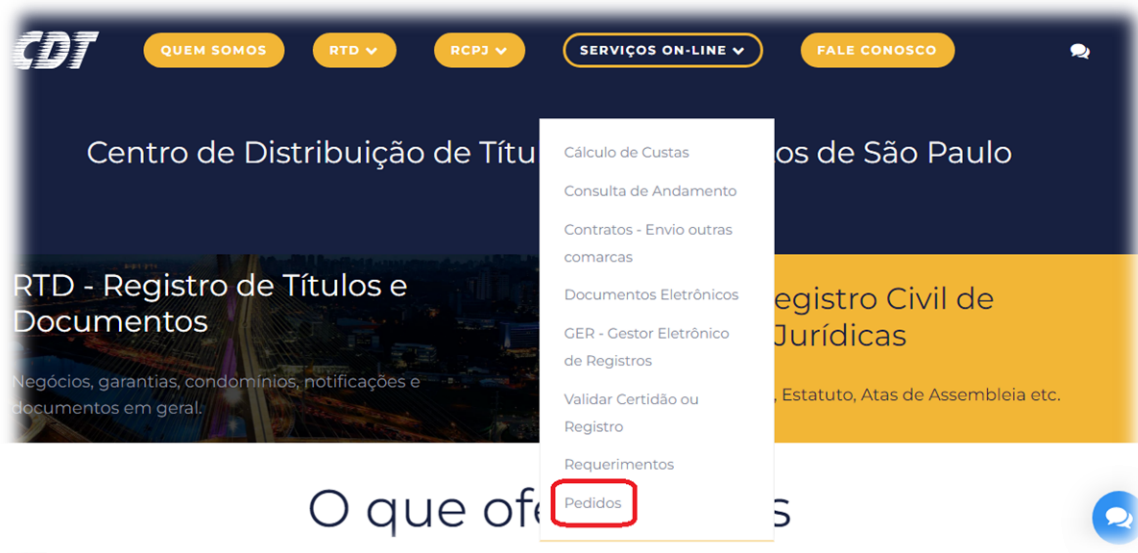 CDT
QUEM SOMOS
RTD
RCPJ
SERVIÇOS ON-LINE
FALE CONOSCO
Centro de Distribuição de Títu
os de São Paulo
Cálculo de Custas
Consulta de Andamento
Contratos - Envio outras
comarcas
Documentos Eletrônicos
GER - Gestor Eletrônico
de Registros
Validar Certidão ou
Registro
Requerimentos
Pedidos
RTD - Registro de Títulos e
Documentos
Negócios, garantias, condomínios, notificações e
documentos em geral.
egistro Civil de
Jurídicas
, Estatuto, Atas de Assembleia etc.
O que ofe
s